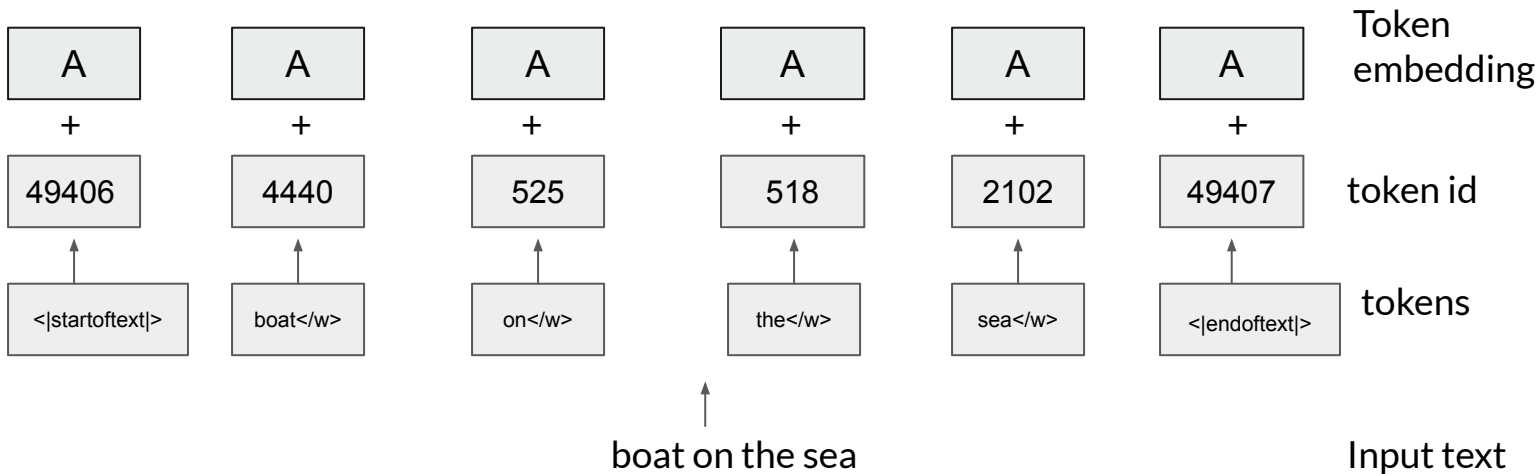 A A A A A A Token embedding
+ + + + + +
49406 4440 525 518 2102 49407 token id
<|startoftext|> boat</w> on</w> the</w> sea</w> <|endoftext|> tokens
boat on the sea Input text